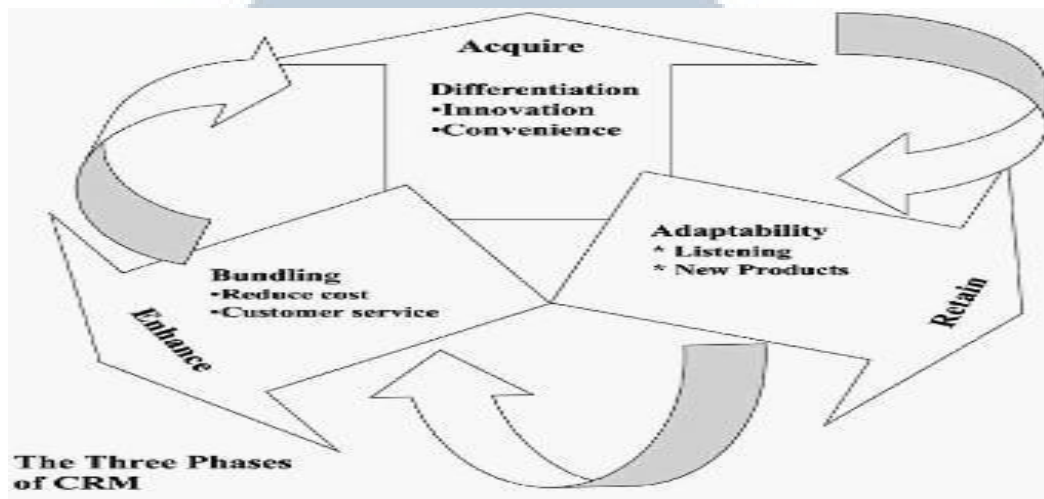 Acquire
Differentiation
•Innovation
•Convenience
Adaptability
* Listening
* New Products
Retain
Bundling
•Reduce cost
•Customer service
Enhance
The Three Phases
of CRM